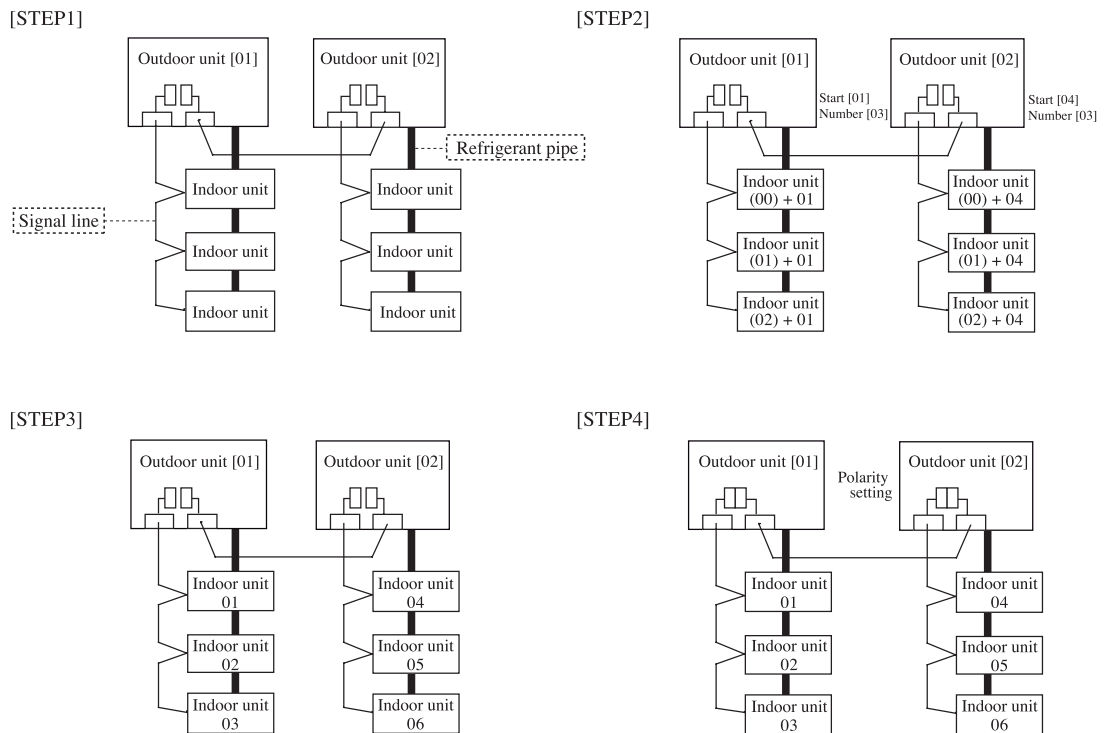 [STEP1]
Outdoor unit [01]
Outdoor unit [02]
Refrigerant pipe
Indoor unit
Indoor unit
Signal line
Indoor unit
Indoor unit
Indoor unit
Indoor unit
[STEP2]
Outdoor unit [01]
Start [01]
Number [03]
Outdoor unit [02]
Start [04]
Number [03]
Indoor unit
(00) + 01
Indoor unit
(00) + 04
Indoor unit
(01) + 01
Indoor unit
(01) + 04
Indoor unit
(02) + 01
Indoor unit
(02) + 04
[STEP3]
Outdoor unit [01]
Outdoor unit [02]
Indoor unit
01
Indoor unit
04
Indoor unit
02
Indoor unit
05
Indoor unit
03
Indoor unit
06
[STEP4]
Outdoor unit [01]
Polarity
setting
Outdoor unit [02]
Indoor unit
01
Indoor unit
04
Indoor unit
02
Indoor unit
05
Indoor unit
03
Indoor unit
06